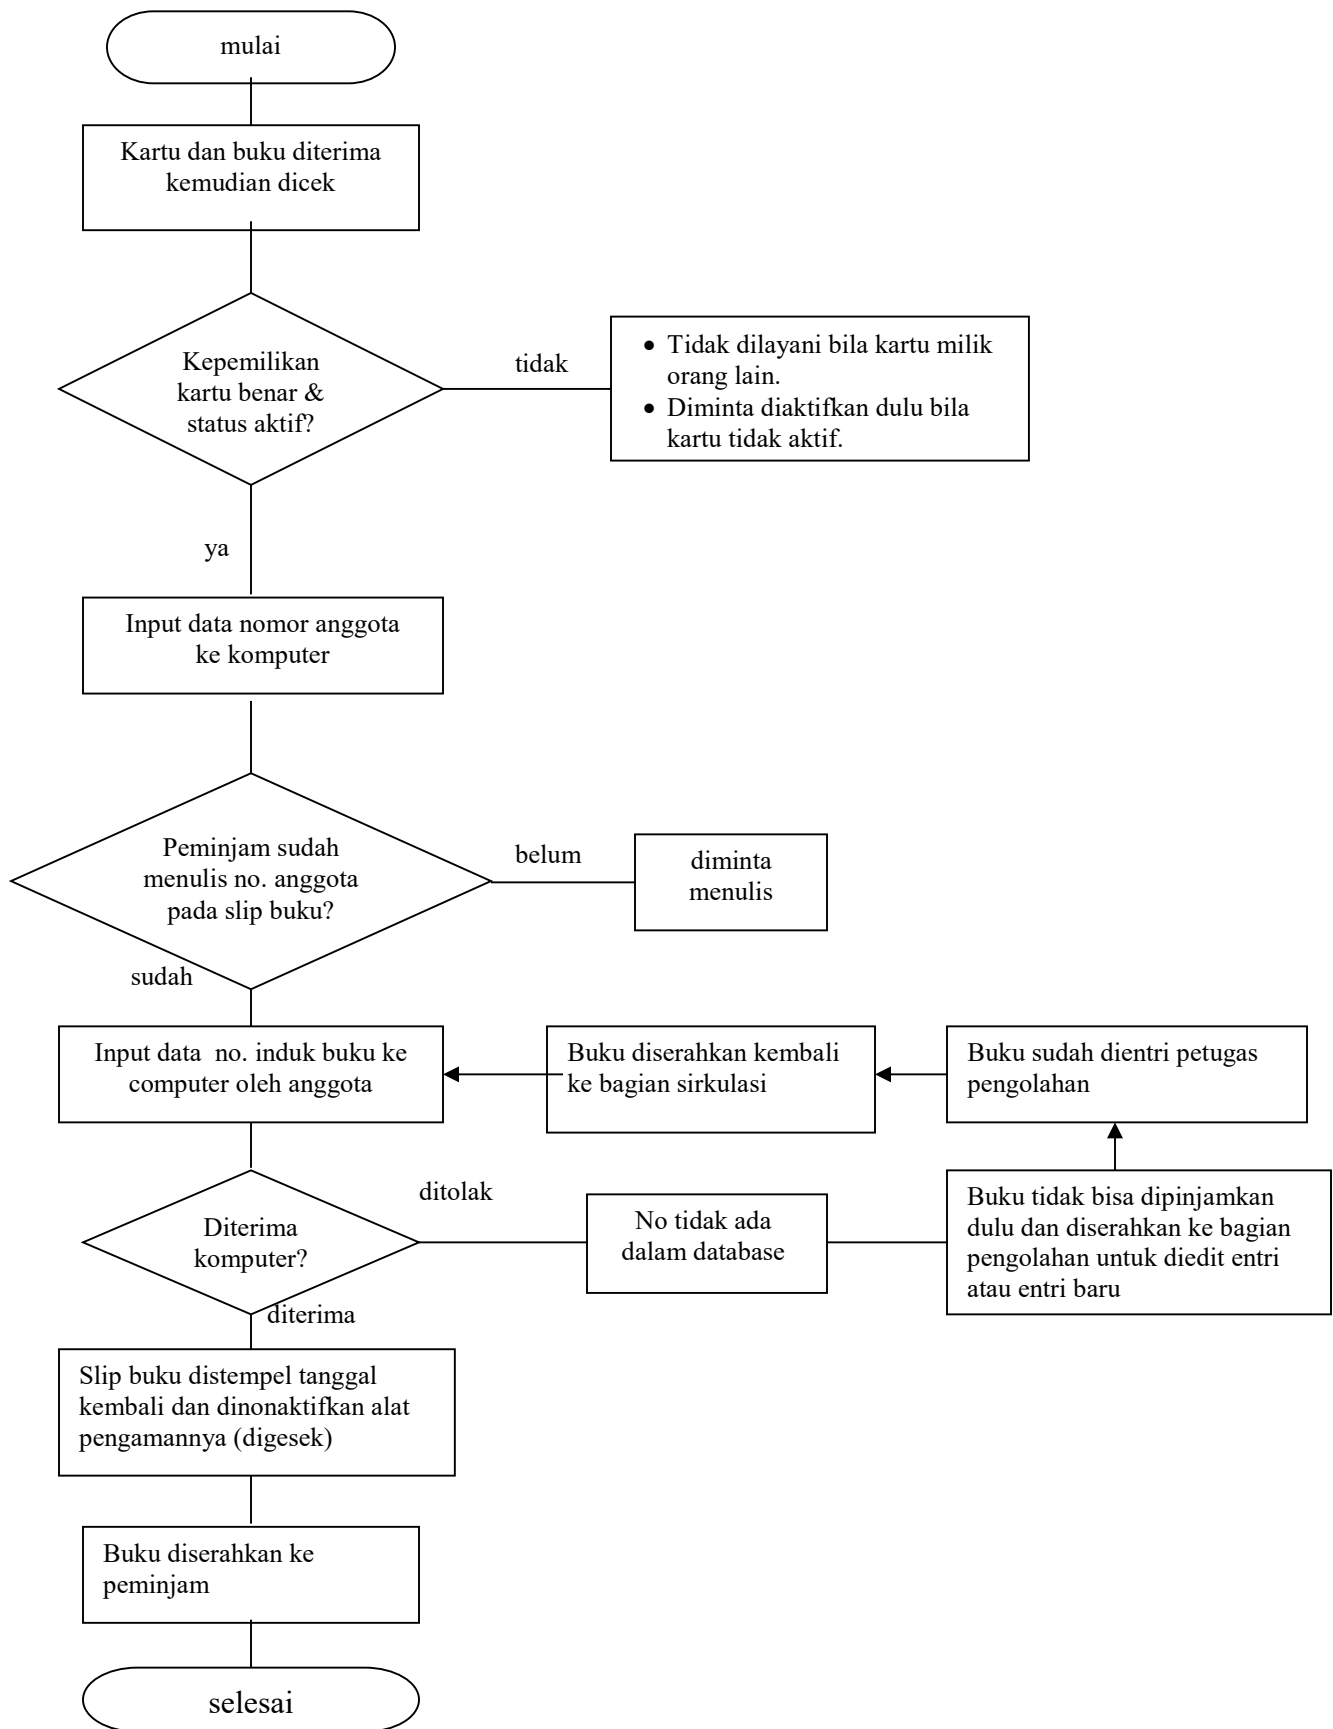 mulai
Kartu dan buku diterima
kemudian dicek
Kepemilikan
kartu benar &
status aktif?
tidak
• Tidak dilayani bila kartu milik
orang lain.
• Diminta diaktifkan dulu bila
kartu tidak aktif.
ya
Input data nomor anggota
ke komputer
Peminjam sudah
menulis no. anggota
pada slip buku?
belum
diminta
menulis
sudah
Input data  no. induk buku ke
computer oleh anggota
Buku diserahkan kembali
ke bagian sirkulasi
Buku sudah dientri petugas
pengolahan
Diterima
komputer?
ditolak
No tidak ada
dalam database
Buku tidak bisa dipinjamkan
dulu dan diserahkan ke bagian
pengolahan untuk diedit entri
atau entri baru
diterima
Slip buku distempel tanggal
kembali dan dinonaktifkan alat
pengamannya (digesek)
Buku diserahkan ke
peminjam
selesai